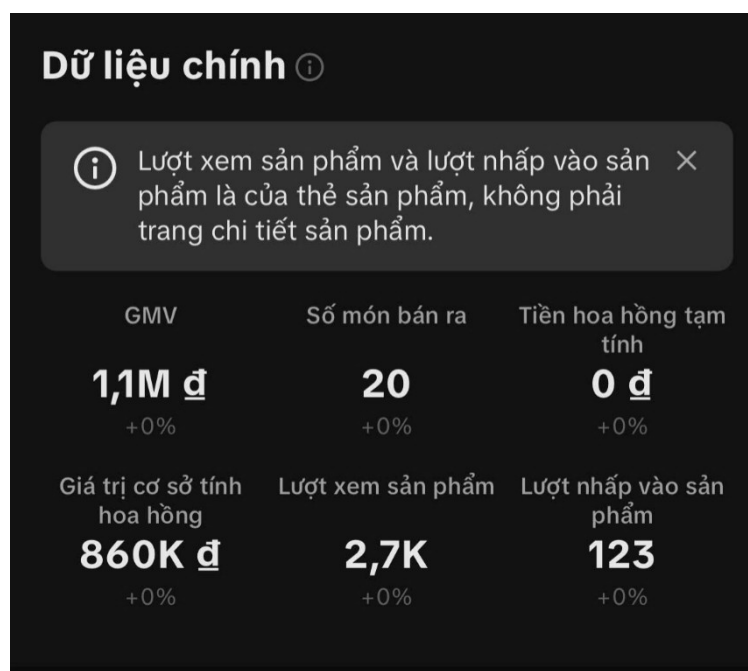 Dữ liệu chính
Lượt xem sản phẩm và lượt nhấp vào sản
phẩm là của thẻ sản phẩm, không phải
trang chi tiết sản phẩm.
GMV
Số món bán ra
Tiền hoa hồng tạm
tính
1,1M ₫
20
0 ₫
+0%
+0%
+0%
Giá trị cơ sở tính
hoa hồng
Lượt xem sản phẩm
Lượt nhấp vào sản
phẩm
860K ₫
2,7K
123
+0%
+0%
+0%